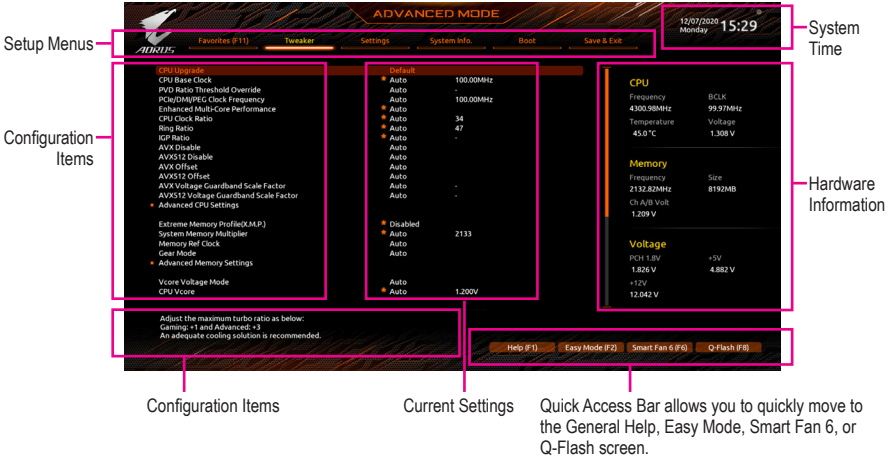 ADVANCED MODE
12/07/2020 15:29
Monday
System
Time
Setup Menus
AORUS
Favorites (F11) Tweaker Settings System Info. Boot Save & Exit
CPU Upgrade Default
CPU Base Clock Auto 100.00MHz
PVD Ratio Threshold Override Auto -
PCIe/DMI/PEG Clock Frequency Auto 100.00MHz
Enhanced Multi-Core Performance Auto
CPU Clock Ratio Auto 34
Ring Ratio Auto 47
IGP Ratio Auto -
AVX Disable Auto
AVX512 Disable Auto
AVX Offset Auto
AVX512 Offset Auto
AVX Voltage Guardband Scale Factor Auto -
AVX512 Voltage Guardband Scale Factor Auto -
Advanced CPU Settings
Extreme Memory Profile(X.M.P.) Disabled
System Memory Multiplier Auto 2133
Memory Ref Clock Auto
Gear Mode Auto
Advanced Memory Settings
Vcore Voltage Mode Auto
CPU Vcore Auto 1.200V
Configuration
Items
CPU
Frequency BCLK
4300.98MHz 99.97MHz
Temperature Voltage
45.0 °C 1.308 V
Memory
Frequency Size
2132.82MHz 8192MB
Ch A/B Volt
1.209 V
Voltage
PCH 1.8V +5V
1.826 V 4.882 V
+12V
12.042 V
Hardware
Information
Adjust the maximum turbo ratio as below:
Gaming: +1 and Advanced: +3
An adequate cooling solution is recommended.
Help (F1) Easy Mode (F2) Smart Fan 6 (F6) Q-Flash (F8)
Configuration Items
Current Settings
Quick Access Bar allows you to quickly move to
the General Help, Easy Mode, Smart Fan 6, or
Q-Flash screen.